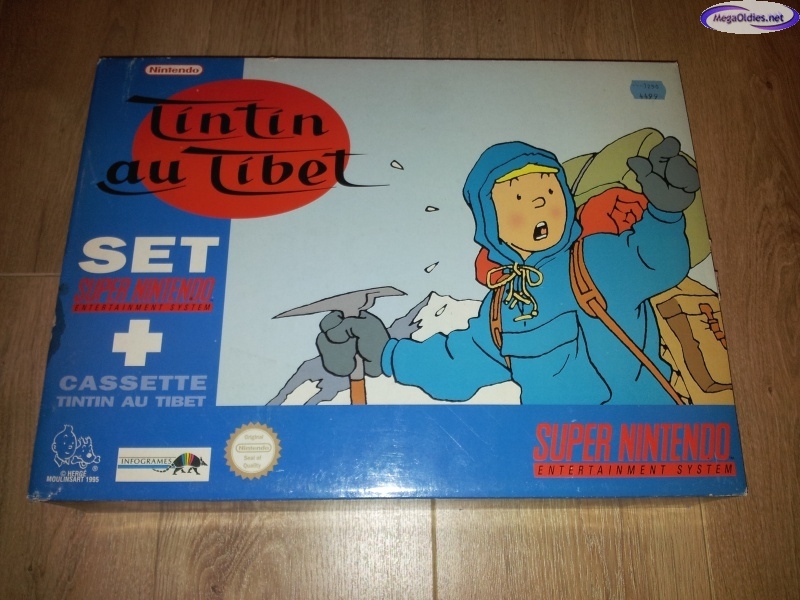 MegaOldies.net
Nintendo
Tintin
au Tibet
SET
SUPER NINTENDO
ENTERTAINMENT SYSTEM
+
CASSETTE
TINTIN AU TIBET
© HERGÉ
MOULINSART 1995
INFOGRAMES
Original
Nintendo
Seal of
Quality
SUPER NINTENDO
ENTERTAINMENT SYSTEM